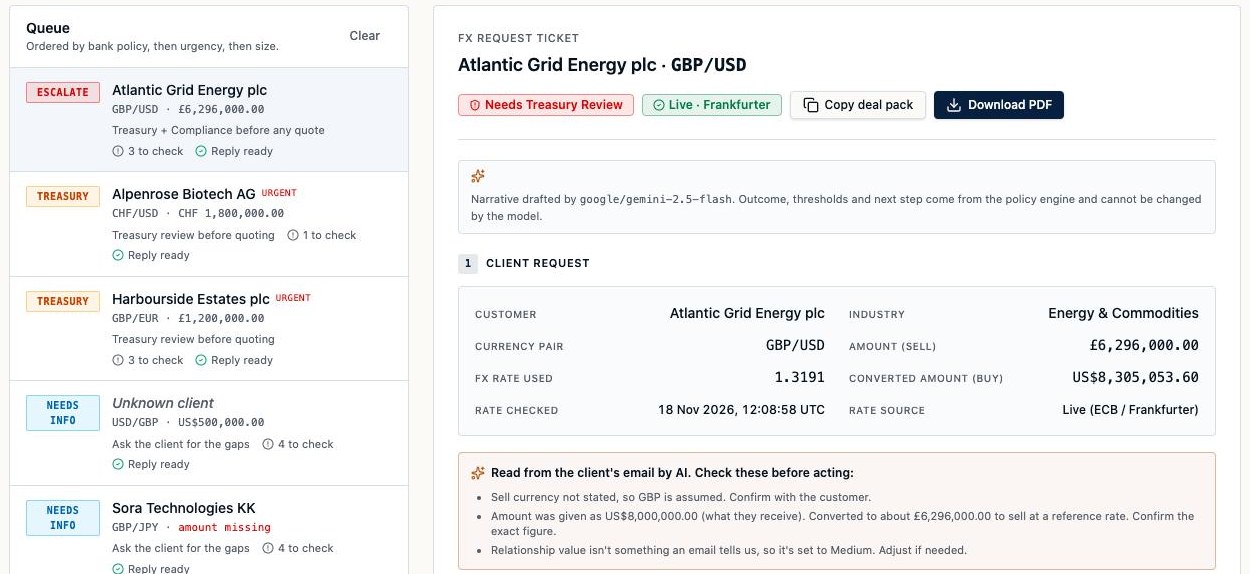 Queue
Ordered by bank policy, then urgency, then size.
Clear
ESCALATE
Atlantic Grid Energy plc
GBP/USD · £6,296,000.00
Treasury + Compliance before any quote
3 to check
Reply ready
TREASURY
Alpenrose Biotech AG URGENT
CHF/USD · CHF 1,800,000.00
Treasury review before quoting
1 to check
Reply ready
TREASURY
Harbourside Estates plc URGENT
GBP/EUR · £1,200,000.00
Treasury review before quoting
3 to check
Reply ready
NEEDS
INFO
Unknown client
USD/GBP · US$500,000.00
Ask the client for the gaps
4 to check
Reply ready
NEEDS
INFO
Sora Technologies KK
GBP/JPY · amount missing
Ask the client for the gaps
4 to check
Reply ready
FX REQUEST TICKET
Atlantic Grid Energy plc · GBP/USD
Needs Treasury Review
Live · Frankfurter
Copy deal pack
Download PDF
Narrative drafted by google/gemini-2.5-flash. Outcome, thresholds and next step come from the policy engine and cannot be changed
by the model.
1 CLIENT REQUEST
CUSTOMER Atlantic Grid Energy plc
INDUSTRY Energy & Commodities
CURRENCY PAIR GBP/USD
AMOUNT (SELL) £6,296,000.00
FX RATE USED 1.3191
CONVERTED AMOUNT (BUY) US$8,305,053.60
RATE CHECKED 18 Nov 2026, 12:08:58 UTC
RATE SOURCE Live (ECB / Frankfurter)
Read from the client's email by AI. Check these before acting:
• Sell currency not stated, so GBP is assumed. Confirm with the customer.
• Amount was given as US$8,000,000.00 (what they receive). Converted to about £6,296,000.00 to sell at a reference rate. Confirm the
exact figure.
• Relationship value isn't something an email tells us, so it's set to Medium. Adjust if needed.